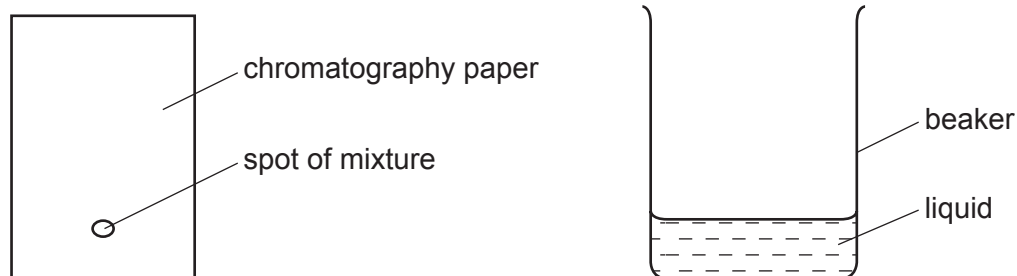 chromatography paper
spot of mixture
beaker
liquid